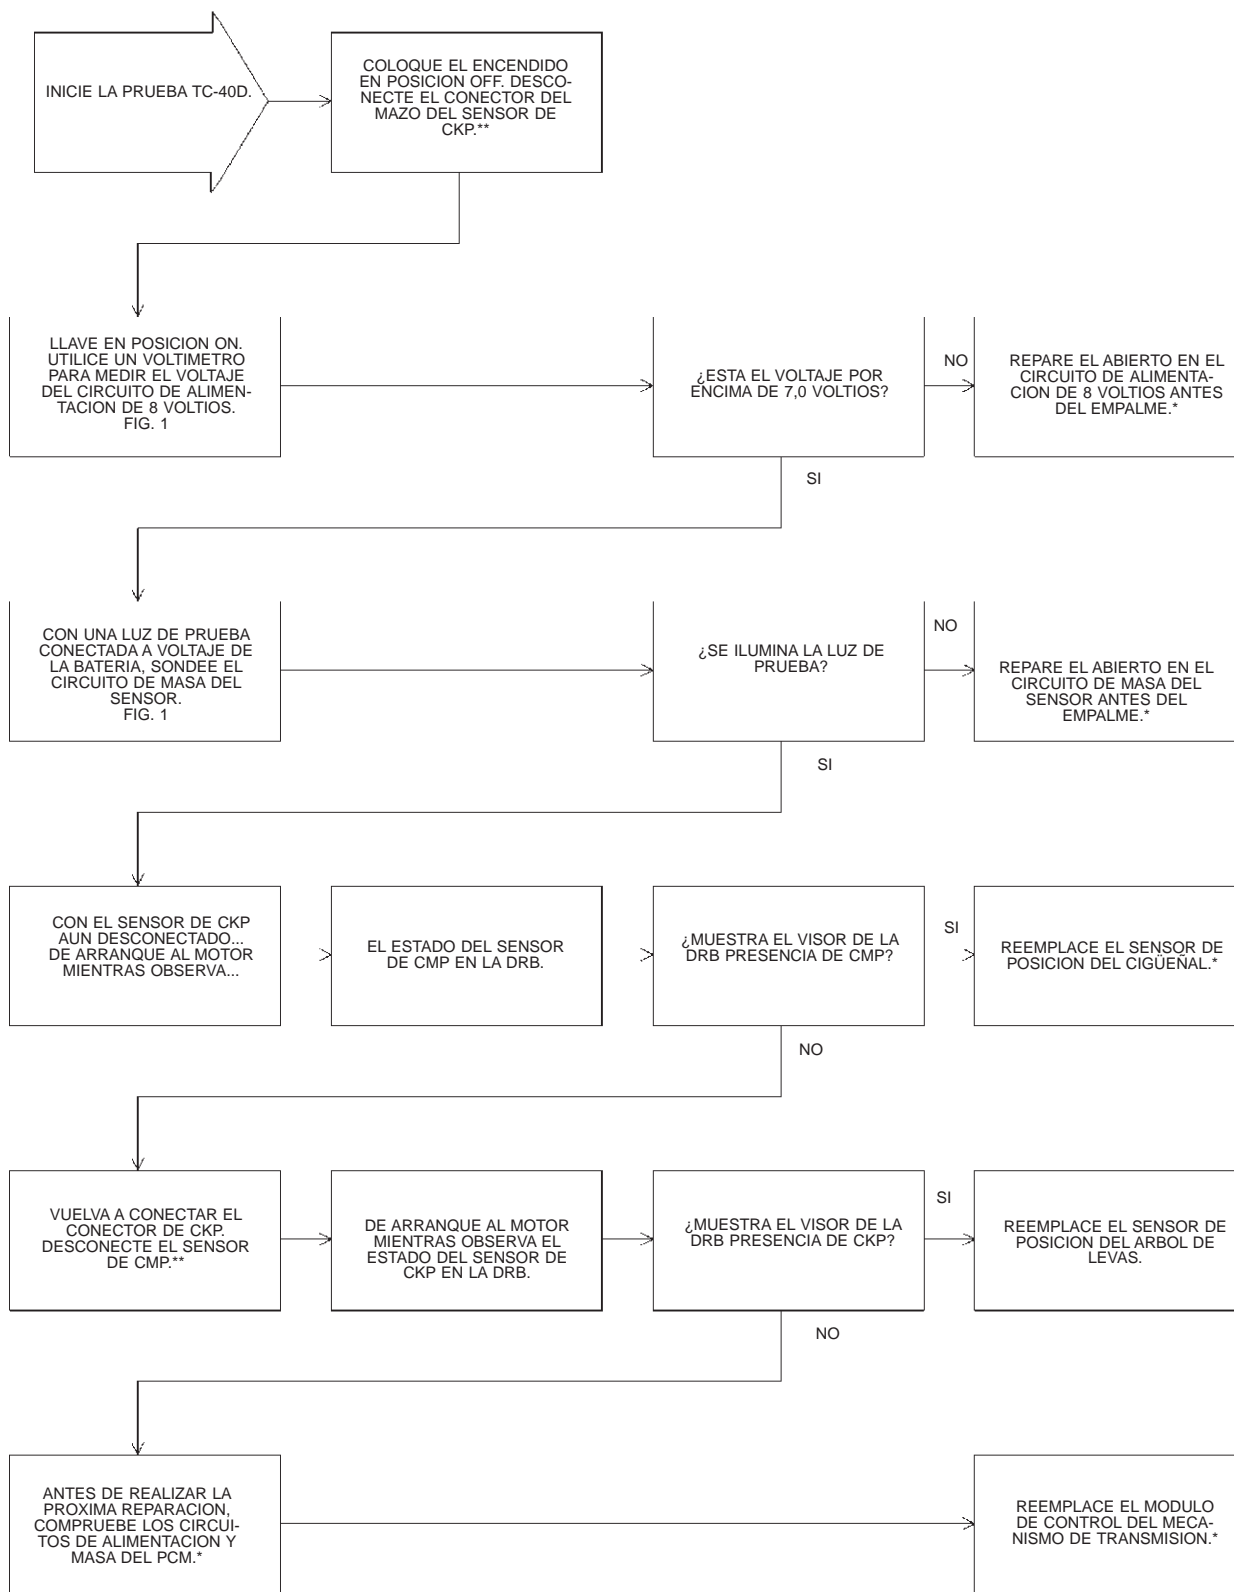 INICIE LA PRUEBA TC-40D.
COLOQUE EL ENCENDIDO
EN POSICION OFF. DESCO-
NECTE EL CONECTOR DEL
MAZO DEL SENSOR DE
CKP.**
LLAVE EN POSICION ON.
UTILICE UN VOLTIMETRO
PARA MEDIR EL VOLTAJE
DEL CIRCUITO DE ALIMEN-
TACION DE 8 VOLTIOS.
FIG. 1
¿ESTA EL VOLTAJE POR
ENCIMA DE 7,0 VOLTIOS?
NO
REPARE EL ABIERTO EN EL
CIRCUITO DE ALIMENTA-
CION DE 8 VOLTIOS ANTES
DEL EMPALME.*
SI
CON UNA LUZ DE PRUEBA
CONECTADA A VOLTAJE DE
LA BATERIA, SONDEE EL
CIRCUITO DE MASA DEL
SENSOR.
FIG. 1
¿SE ILUMINA LA LUZ DE
PRUEBA?
NO
REPARE EL ABIERTO EN EL
CIRCUITO DE MASA DEL
SENSOR ANTES DEL
EMPALME.*
SI
CON EL SENSOR DE CKP
AUN DESCONECTADO...
DE ARRANQUE AL MOTOR
MIENTRAS OBSERVA...
EL ESTADO DEL SENSOR
DE CMP EN LA DRB.
¿MUESTRA EL VISOR DE LA
DRB PRESENCIA DE CMP?
SI
REEMPLACE EL SENSOR DE
POSICION DEL CIGÜEÑAL.*
NO
VUELVA A CONECTAR EL
CONECTOR DE CKP.
DESCONECTE EL SENSOR
DE CMP.**
DE ARRANQUE AL MOTOR
MIENTRAS OBSERVA EL
ESTADO DEL SENSOR DE
CKP EN LA DRB.
¿MUESTRA EL VISOR DE LA
DRB PRESENCIA DE CKP?
SI
REEMPLACE EL SENSOR DE
POSICION DEL ARBOL DE
LEVAS.
NO
ANTES DE REALIZAR LA
PROXIMA REPARACION,
COMPRUEBE LOS CIRCUI-
TOS DE ALIMENTACION Y
MASA DEL PCM.*
REEMPLACE EL MODULO
DE CONTROL DEL MECA-
NISMO DE TRANSMISION.*